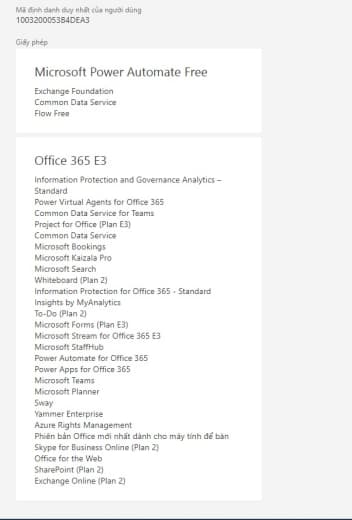 Mã định danh duy nhất của người dùng
1003200053B4DEA3
Giấy phép
Microsoft Power Automate Free
Exchange Foundation
Common Data Service
Flow Free
Office 365 E3
Information Protection and Governance Analytics –
Standard
Power Virtual Agents for Office 365
Common Data Service for Teams
Project for Office (Plan E3)
Common Data Service
Microsoft Bookings
Microsoft Kaizala Pro
Microsoft Search
Whiteboard (Plan 2)
Information Protection for Office 365 - Standard
Insights by MyAnalytics
To-Do (Plan 2)
Microsoft Forms (Plan E3)
Microsoft Stream for Office 365 E3
Microsoft StaffHub
Power Automate for Office 365
Power Apps for Office 365
Microsoft Teams
Microsoft Planner
Sway
Yammer Enterprise
Azure Rights Management
Phiên bản Office mới nhất dành cho máy tính để bàn
Skype for Business Online (Plan 2)
Office for the Web
SharePoint (Plan 2)
Exchange Online (Plan 2)